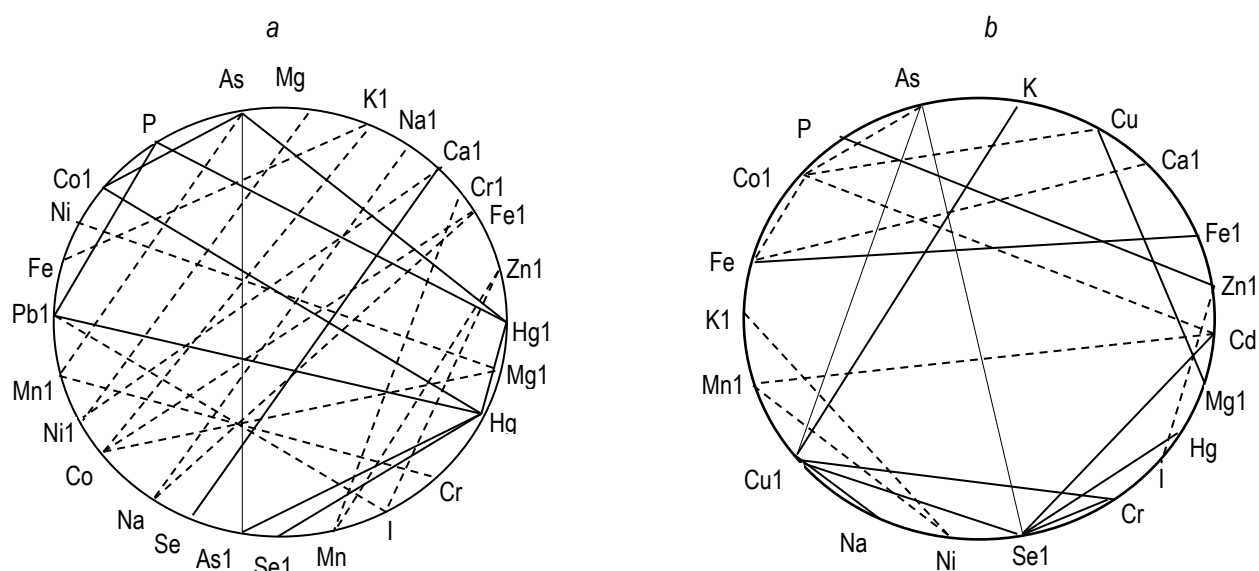 a
As
Mg
K1
Na1
Ca1
Cr1
Fe1
Zn1
Hg1
Mg1
Hg
Cr
I
Mn
Se1
As1
Se
Na
Co
Ni1
Mn1
Pb1
Fe
Ni
Co1
P
b
As
K
Cu
Ca1
Fe1
Zn1
Cd
Mg1
Hg
I
Cr
Se1
Ni
Na
Cu1
Mn1
K1
Fe
Co1
P